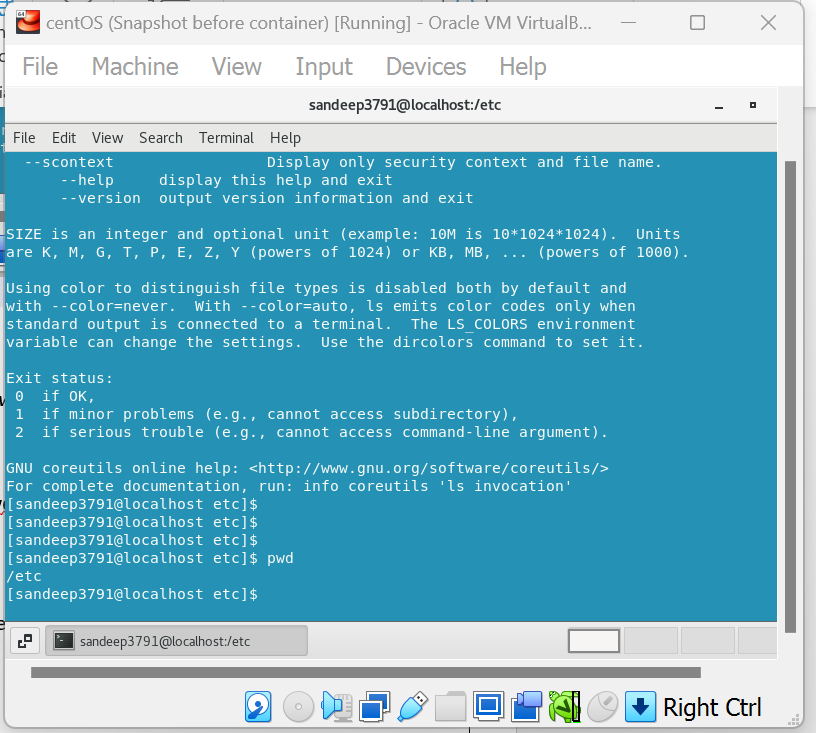 centOS (Snapshot before container) [Running] - Oracle VM VirtualB...
File Machine View Input Devices Help
sandeep3791@localhost:/etc
File Edit View Search Terminal Help
--scontext Display only security context and file name.
--help display this help and exit
--version output version information and exit
SIZE is an integer and optional unit (example: 10M is 10*1024*1024). Units
are K, M, G, T, P, E, Z, Y (powers of 1024) or KB, MB, ... (powers of 1000).
Using color to distinguish file types is disabled both by default and
with --color=never. With --color=auto, ls emits color codes only when
standard output is connected to a terminal. The LS_COLORS environment
variable can change the settings. Use the dircolors command to set it.
Exit status:
0 if OK,
1 if minor problems (e.g., cannot access subdirectory),
2 if serious trouble (e.g., cannot access command-line argument).
GNU coreutils online help: <http://www.gnu.org/software/coreutils/>
For complete documentation, run: info coreutils 'ls invocation'
[sandeep3791@localhost etc]$
[sandeep3791@localhost etc]$
[sandeep3791@localhost etc]$
[sandeep3791@localhost etc]$ pwd
/etc
[sandeep3791@localhost etc]$
sandeep3791@localhost:/etc
Right Ctrl